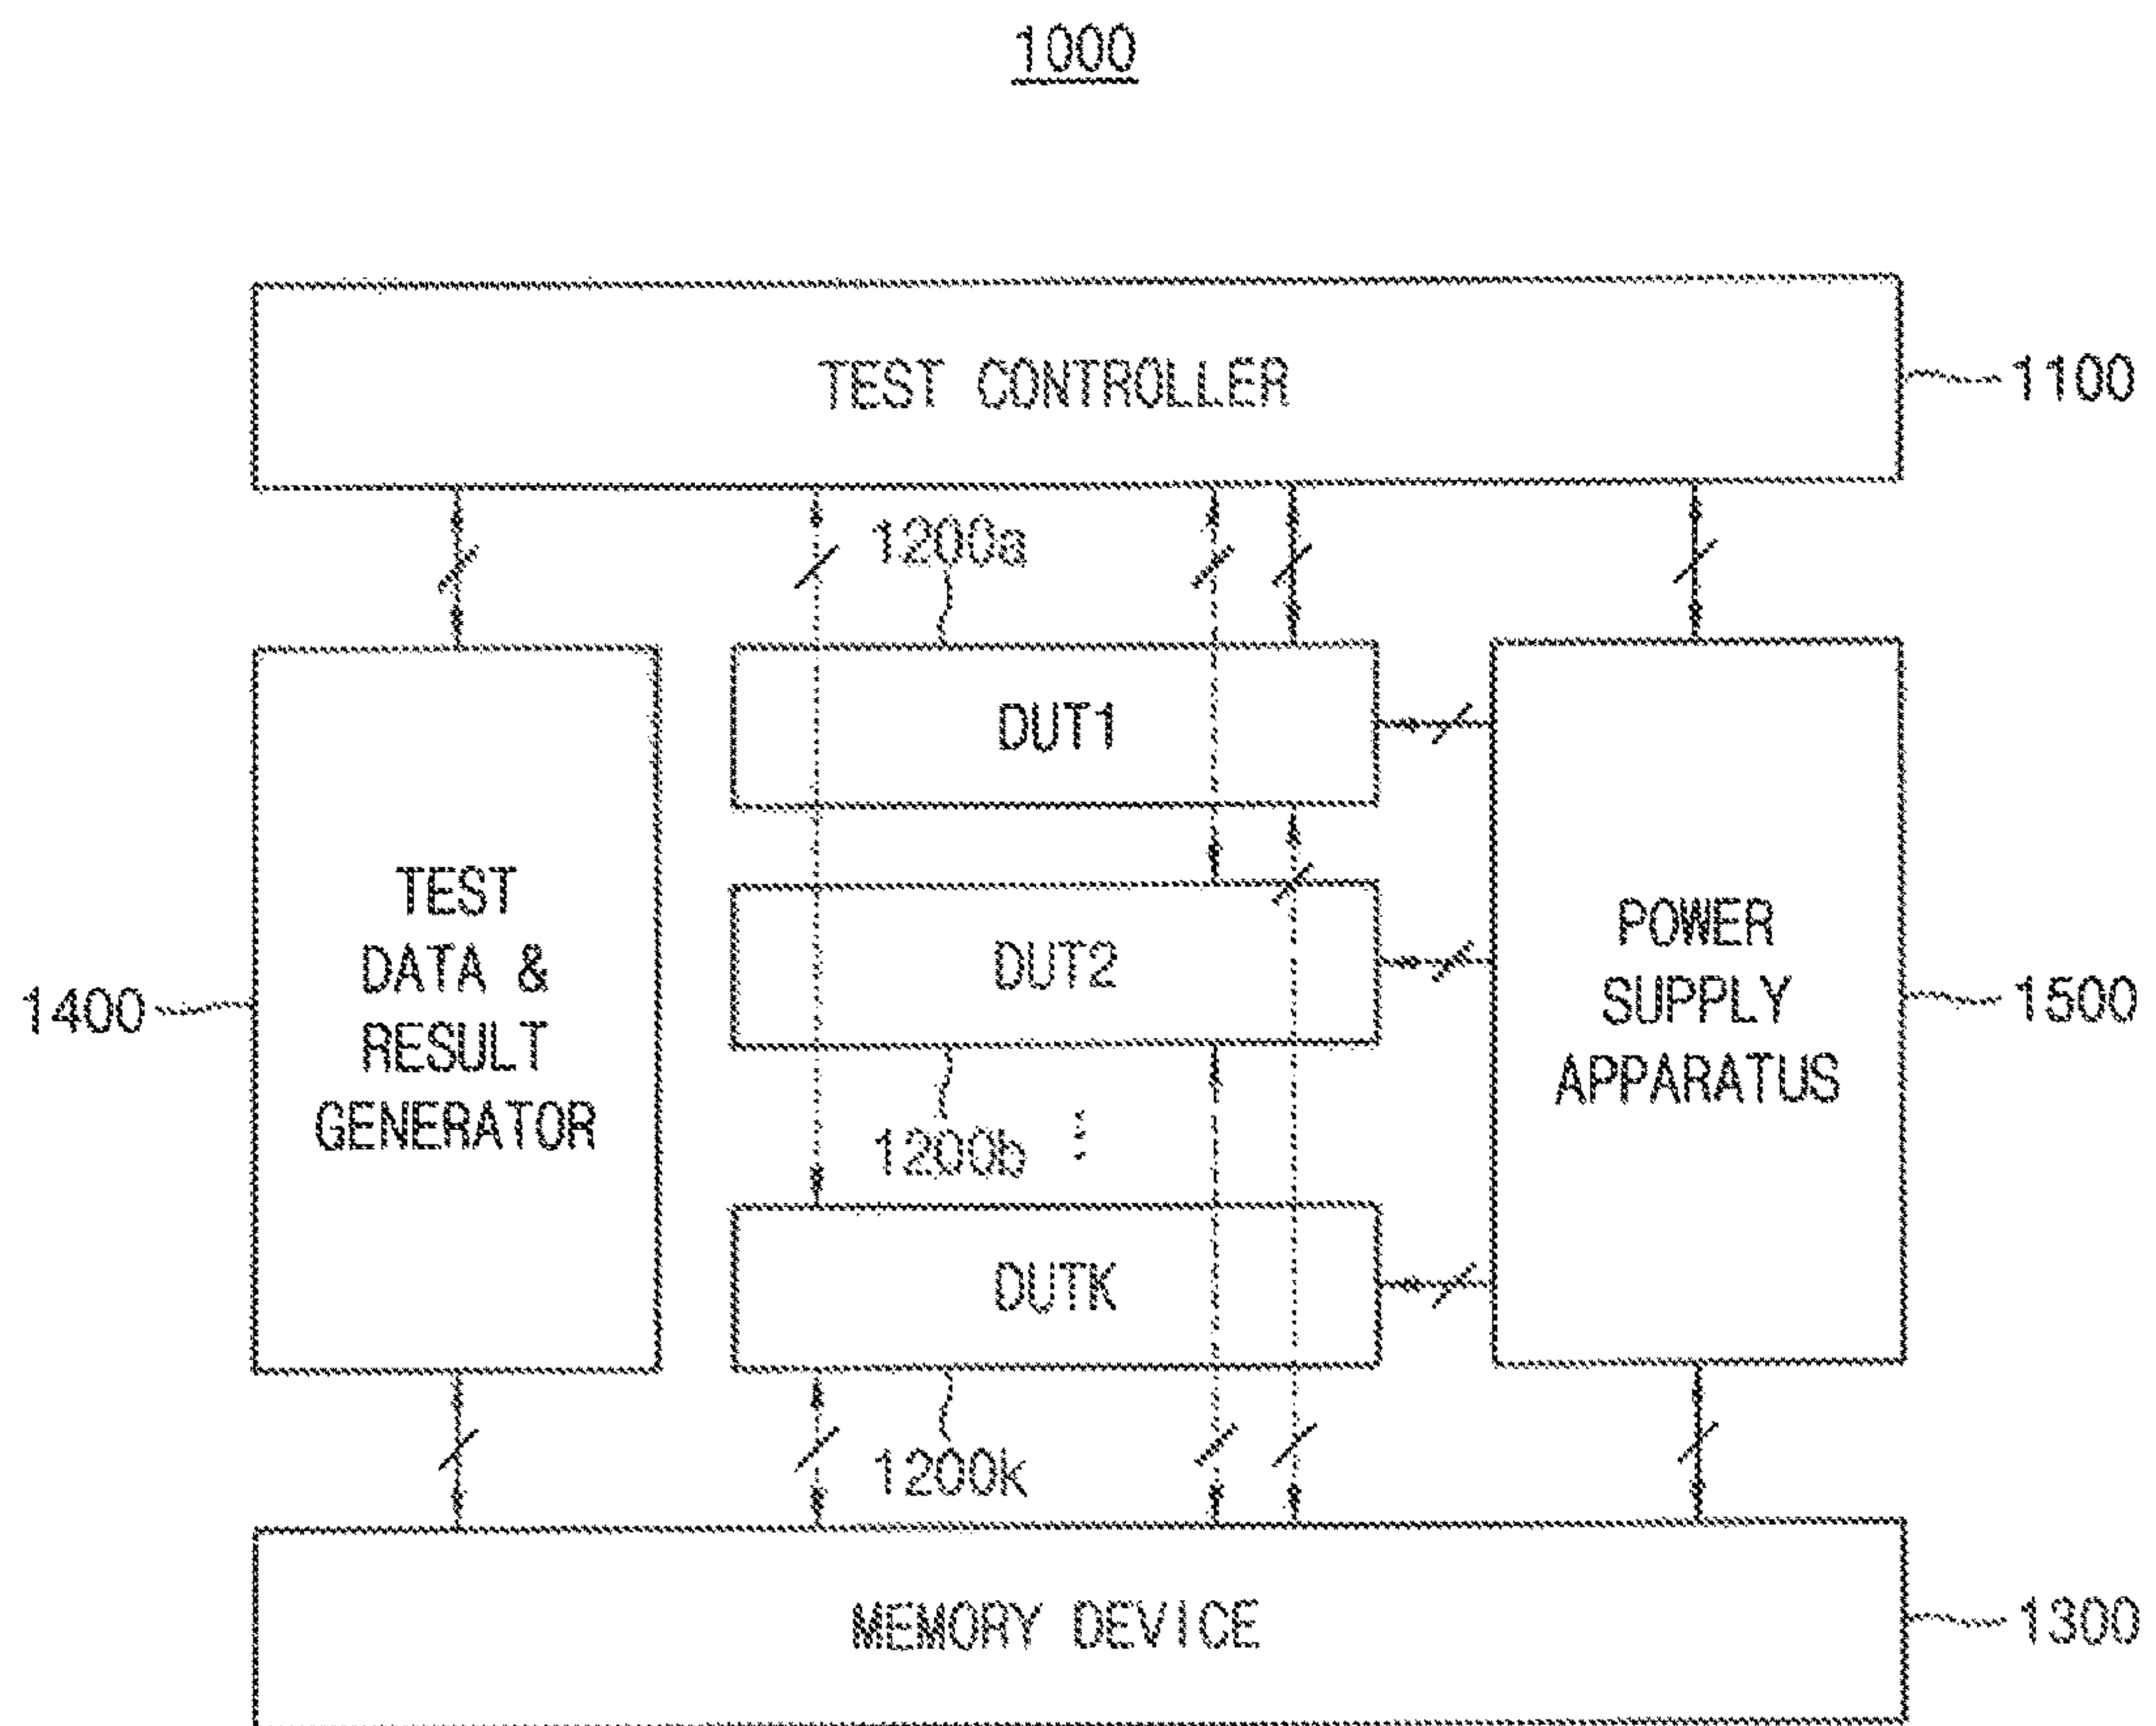 1000
TEST CONTROLLER
1100
1200a
DUT1
TEST
DATA &
RESULT
GENERATOR
1400
DUT2
1200b
POWER
SUPPLY
APPARATUS
1500
DUTK
1200k
MEMORY DEVICE
1300